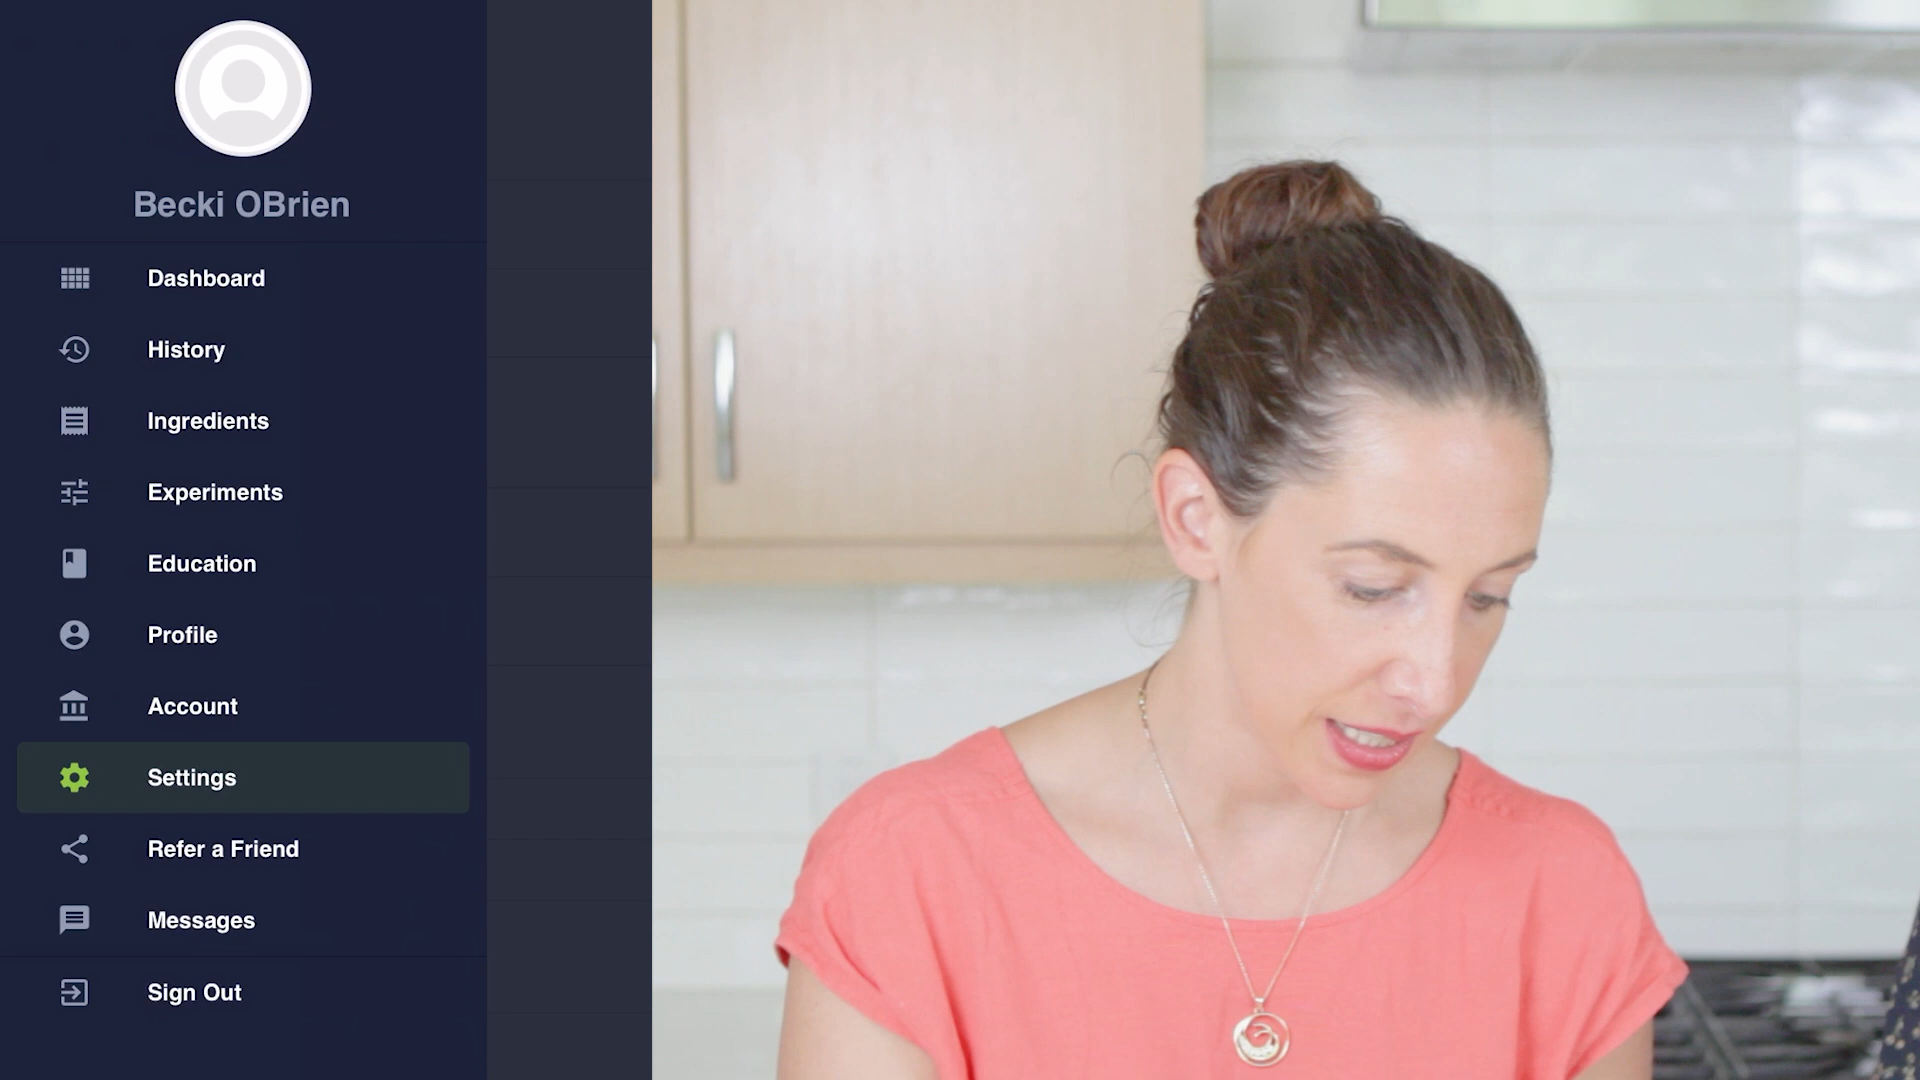 Becki OBrien
Dashboard
History
Ingredients
Experiments
Education
Profile
Account
Settings
Refer a Friend
Messages
Sign Out